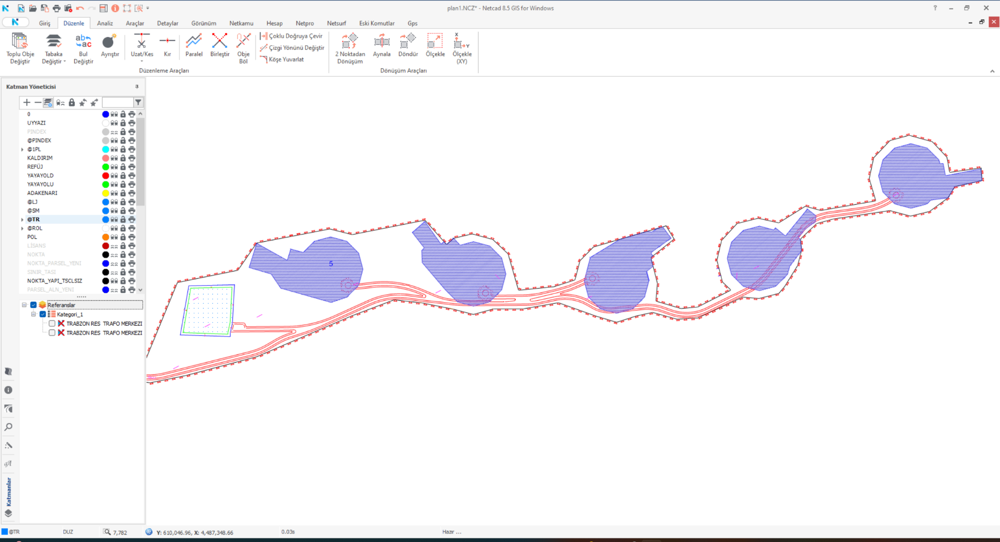 plan1.NCZ* - Netcad 8.5 GIS for Windows
Giriş Düzenle Analiz Araçlar Detaylar Görünüm Netkamu Hesap Netpro Netsurf Eski Komutlar Gps
Toplu Obje Değiştir
Tabaka Değiştir
ab ac
Bul Değiştir
Ayrıştır
Uzat/Kes
Kır
Paralel
Birleştir
Obje Böl
Çoklu Doğruya Çevir
Çizgi Yönünü Değiştir
Köşe Yuvarlat
2 Noktadan Dönüşüm
Aynala
Döndür
Ölçekle
X Y
Ölçekle (XY)
Düzenleme Araçları
Dönüşüm Araçları
Katman Yöneticisi
0
UYYAZI
PINDEX
@PINDEX
@1PL
KALDIRIM
REFÜJ
YAYAYOLD
YAYAYOLU
ADAKENARI
@LJ
@SM
@TR
@ROL
POL
LİSANS
NOKTA
NOKTA_PARSEL_YENİ
SINIR_TASI
NOKTA_YAPI_TSCLSIZ
PARSEL_ALN_YENİ
Referanslar
Kategori_1
TRABZON RES TRAFO MERKEZI
TRABZON RES TRAFO MERKEZI
aA
Katmanlar
5
@TR
DUZ
7,782
Y: 610,046.96, X: 4,487,348.66
0.03s
Hazır ...